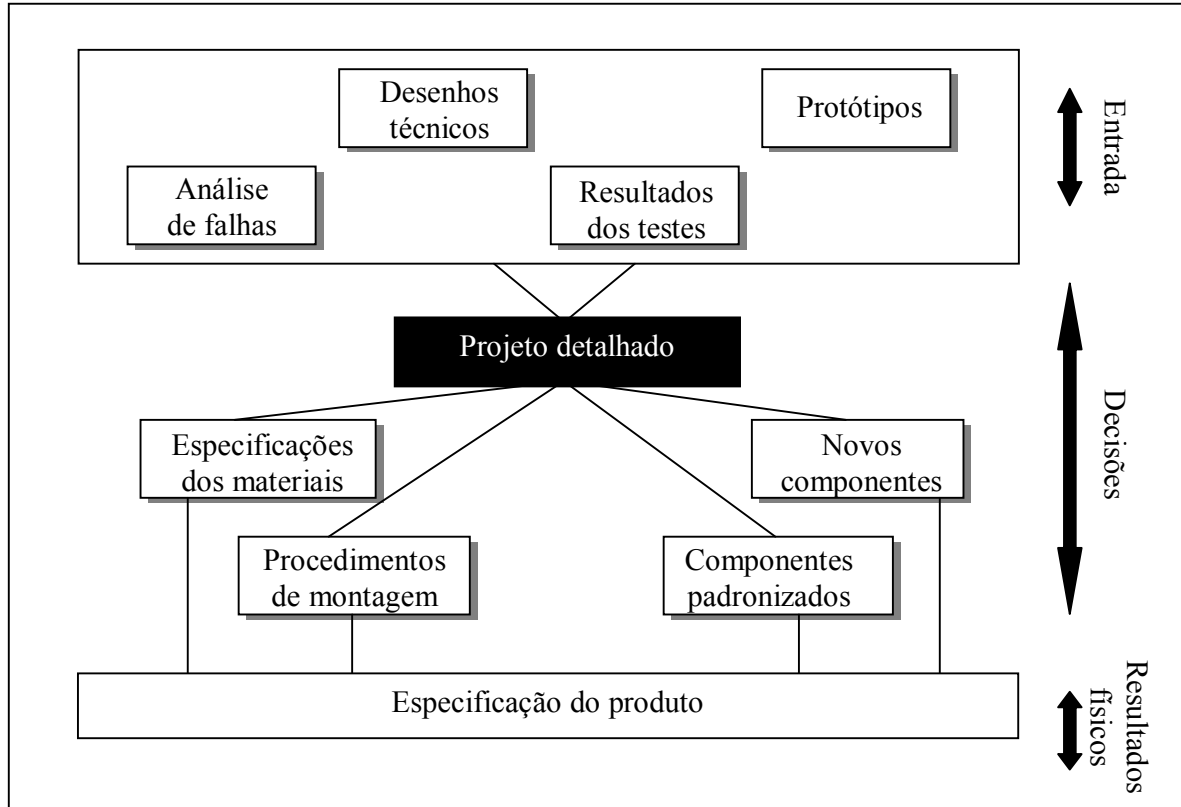 Desenhos
técnicos
Protótipos
Análise
de falhas
Resultados
dos testes
Entrada
Projeto detalhado
Especificações
dos materiais
Novos
componentes
Procedimentos
de montagem
Componentes
padronizados
Decisões
Especificação do produto
Resultados
físicos